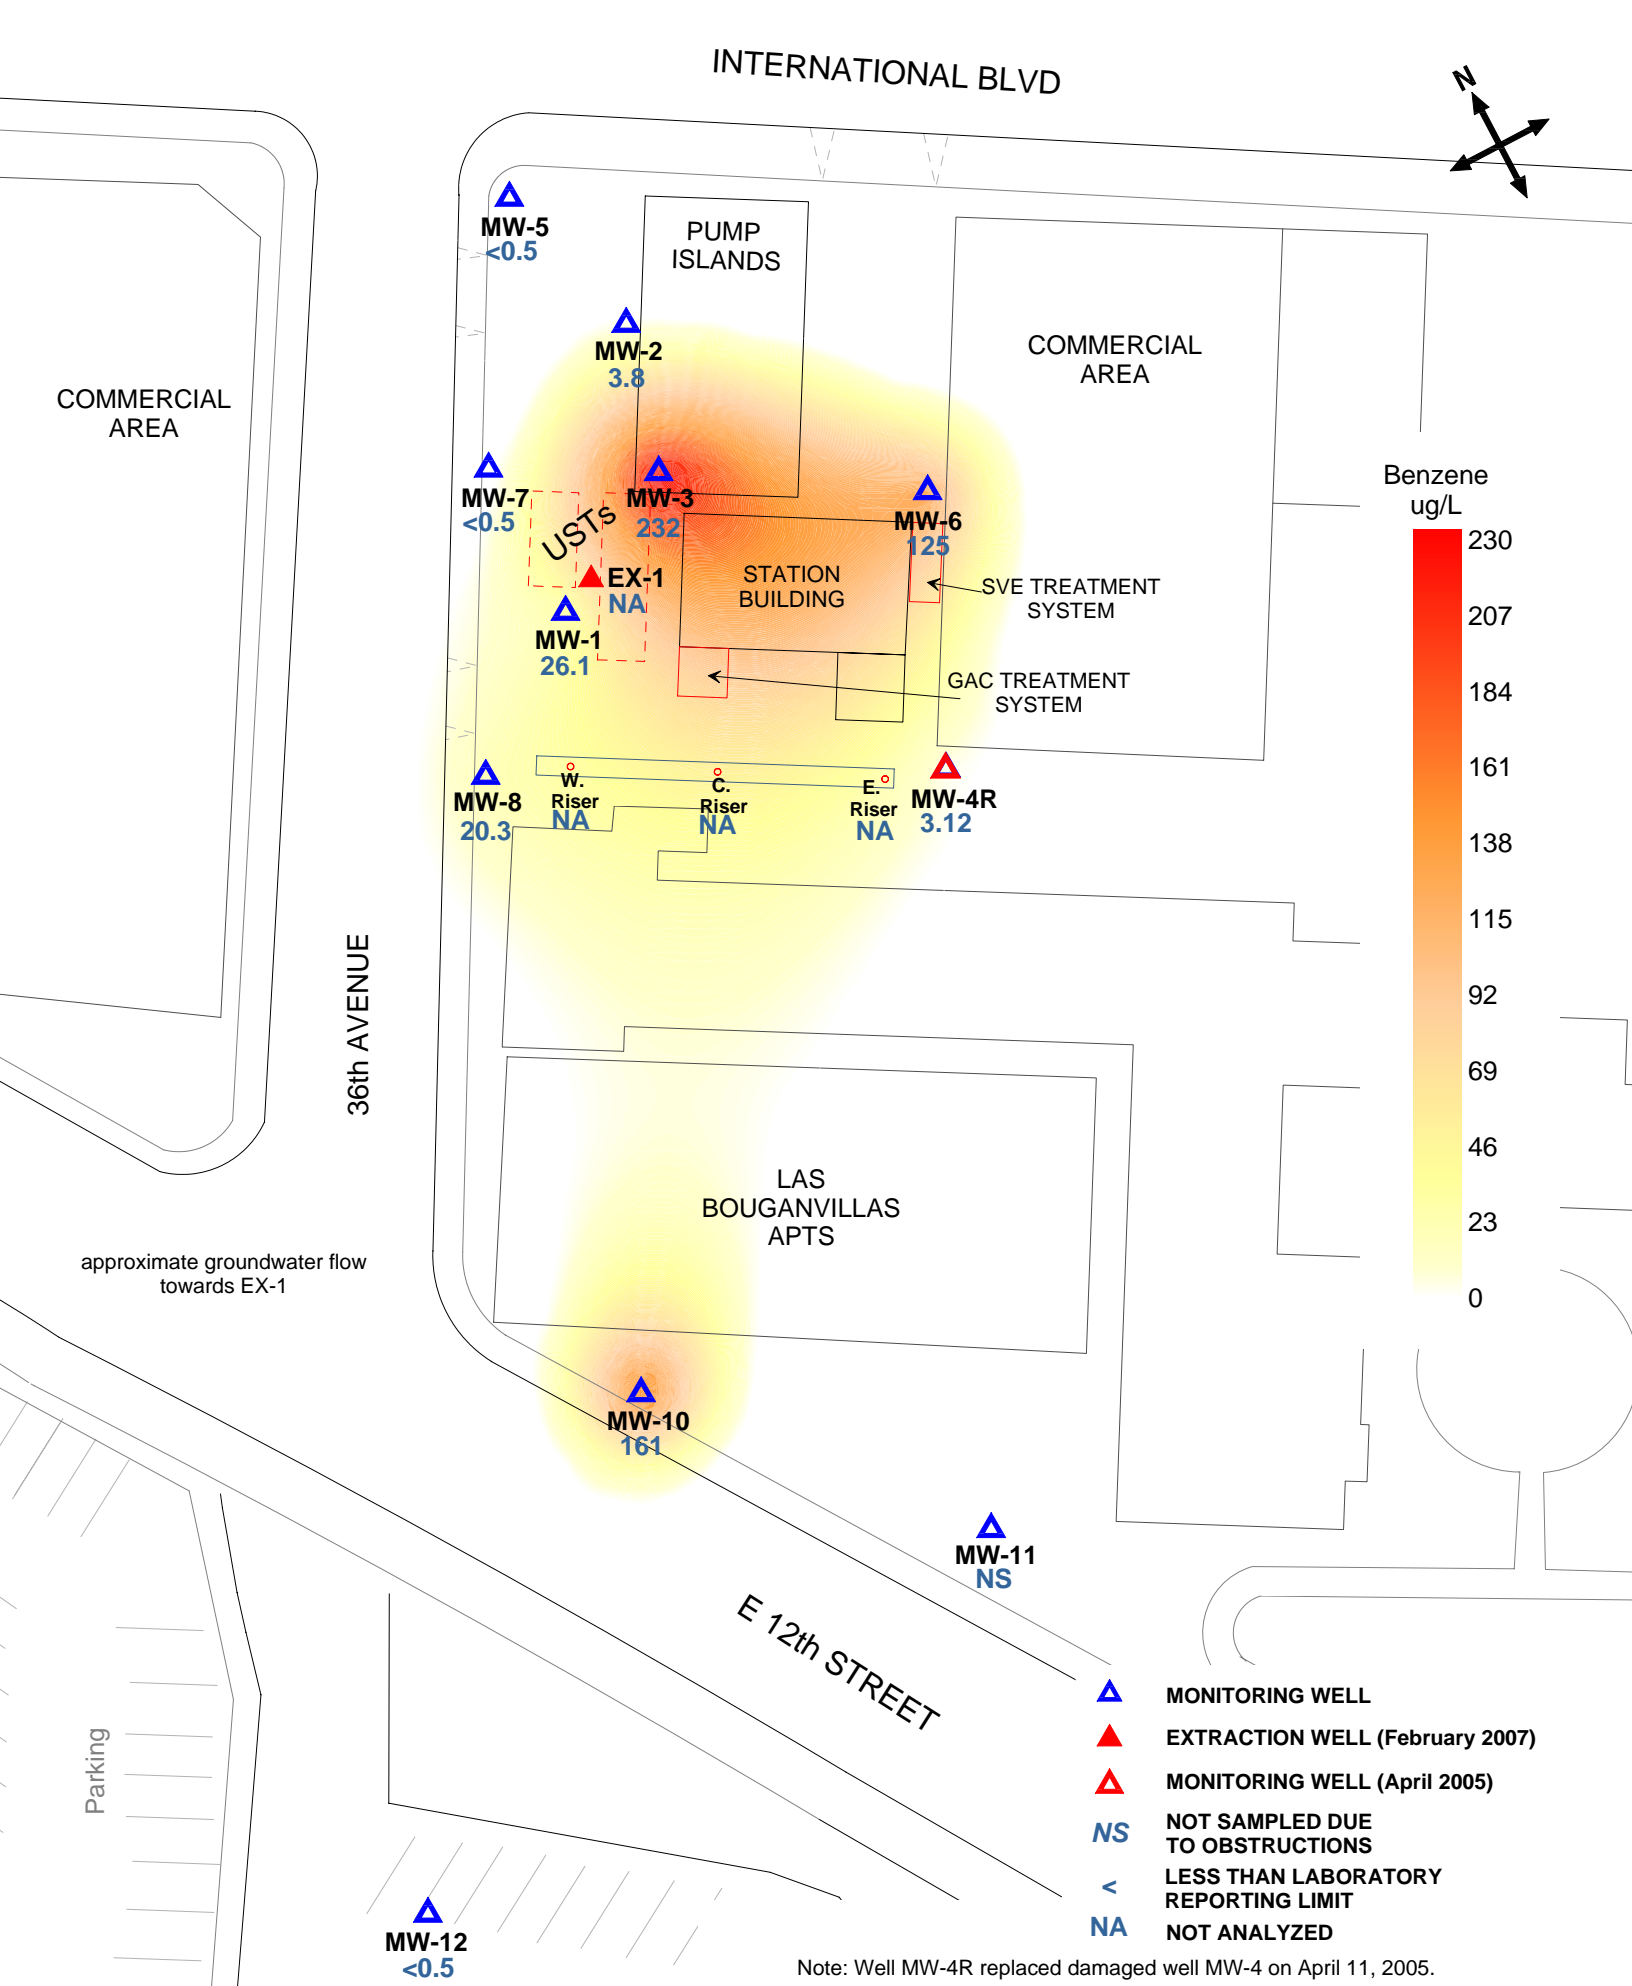 INTERNATIONAL BLVD
N
MW-5
<0.5
PUMP
ISLANDS
MW-2
3.8
COMMERCIAL
AREA
COMMERCIAL
AREA
MW-7
<0.5
USTs
MW-3
232
MW-6
125
EX-1
NA
STATION
BUILDING
SVE TREATMENT
SYSTEM
MW-1
26.1
GAC TREATMENT
SYSTEM
MW-8
20.3
W.
Riser
NA
C.
Riser
NA
E.
Riser
NA
MW-4R
3.12
Benzene
ug/L
230
207
184
161
138
115
92
69
46
23
0
36th AVENUE
LAS
BOUGANVILLAS
APTS
approximate groundwater flow
towards EX-1
MW-10
161
MW-11
NS
E 12th STREET
Parking
MW-12
<0.5
MONITORING WELL
EXTRACTION WELL (February 2007)
MONITORING WELL (April 2005)
NS NOT SAMPLED DUE
TO OBSTRUCTIONS
< LESS THAN LABORATORY
REPORTING LIMIT
NA NOT ANALYZED
Note: Well MW-4R replaced damaged well MW-4 on April 11, 2005.